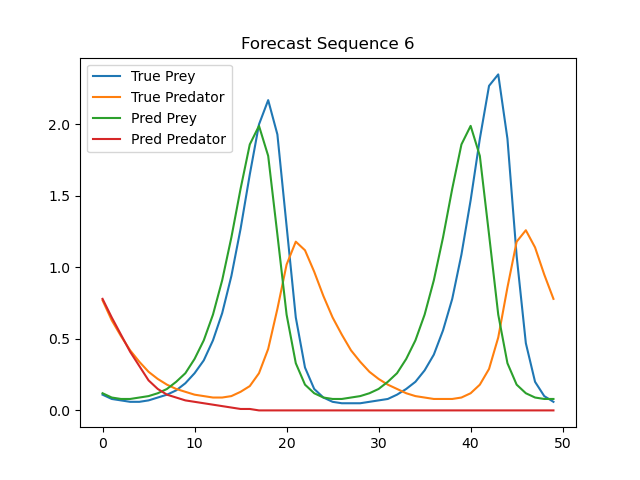 Forecast Sequence 6
True Prey
True Predator
Pred Prey
Pred Predator
2.0
1.5
1.0
0.5
0.0
0 10 20 30 40 50